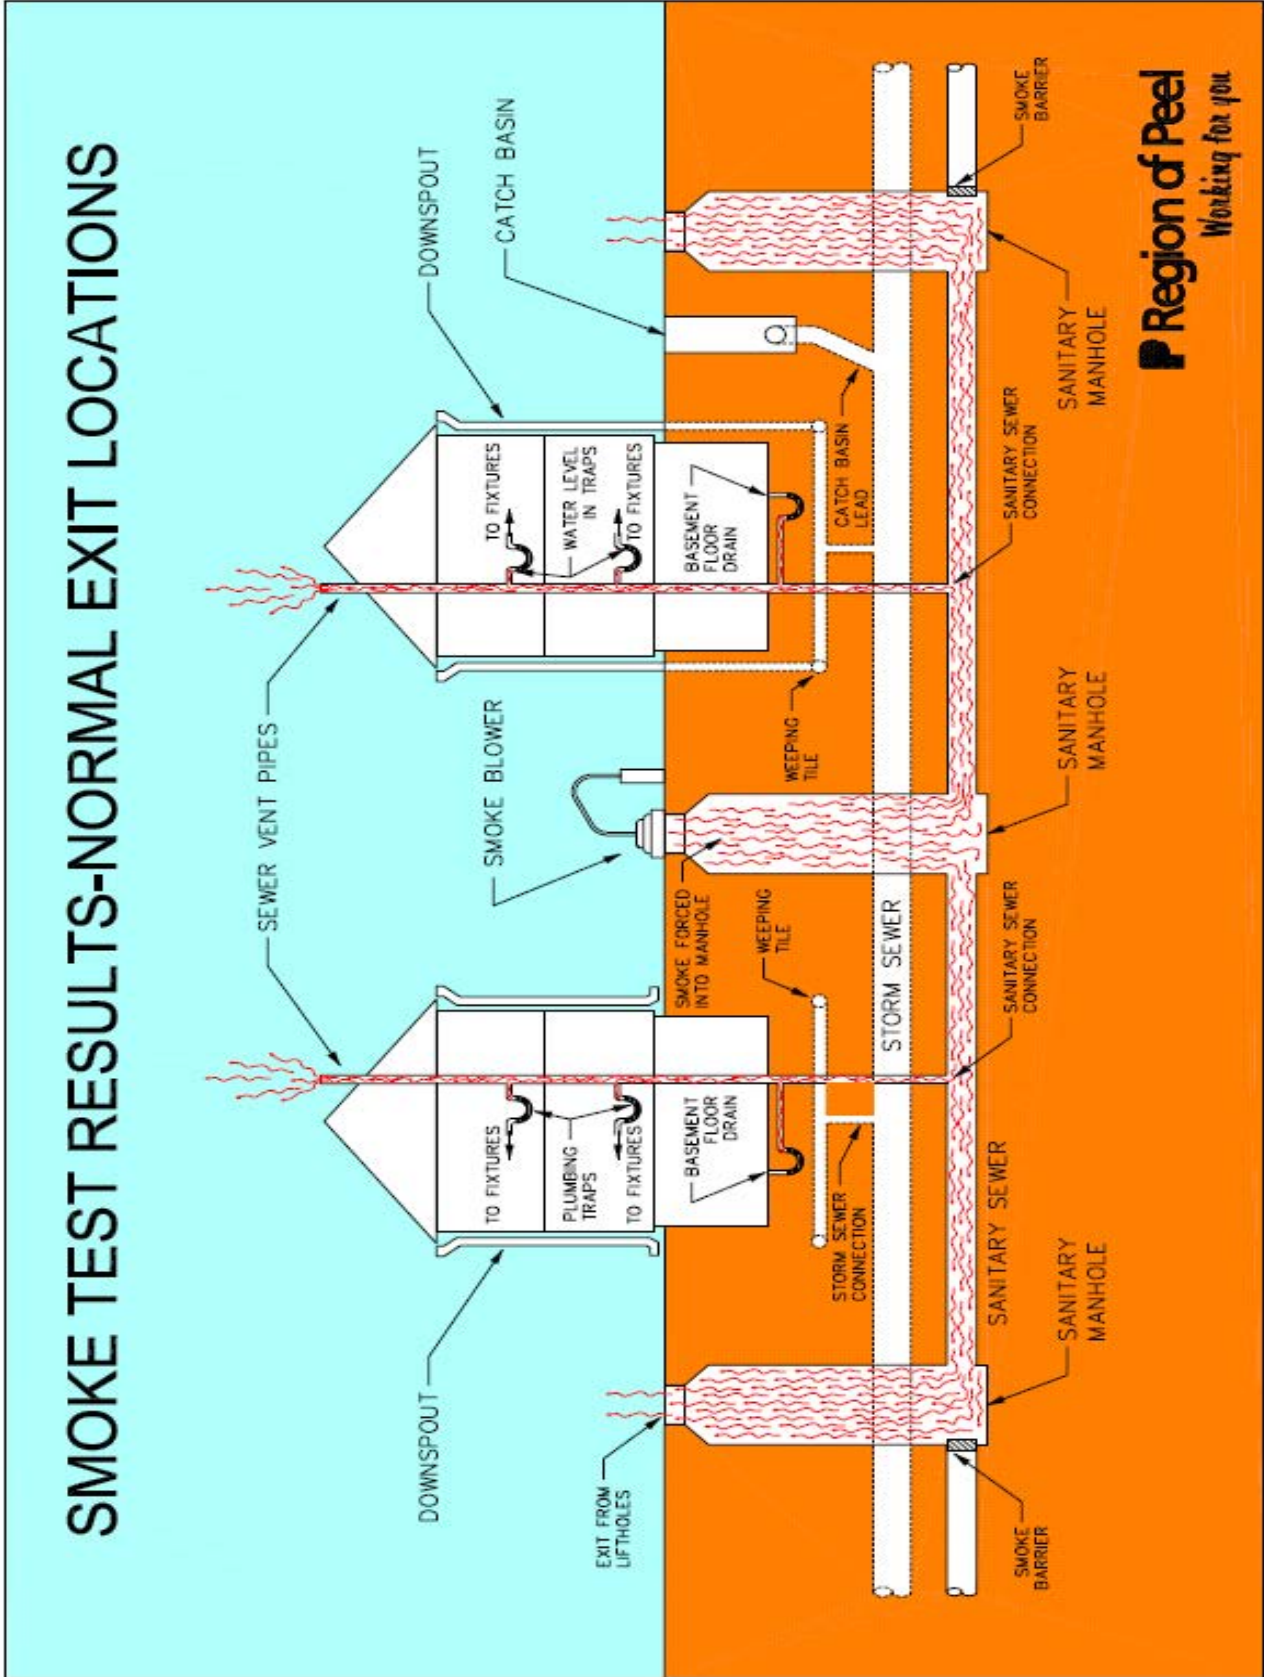 SMOKE TEST RESULTS-NORMAL EXIT LOCATIONS
SEWER VENT PIPES
DOWNSPOUT
SMOKE BLOWER
DOWNSPOUT
CATCH BASIN
TO FIXTURES
PLUMBING
TRAPS
TO FIXTURES
BASEMENT
FLOOR
DRAIN
TO FIXTURES
WATER LEVEL
IN TRAPS
TO FIXTURES
BASEMENT
FLOOR
DRAIN
EXIT FROM
LIFTHOLES
SMOKE FORCED
INTO MANHOLE
WEEPING
TILE
WEEPING
TILE
STORM SEWER
CONNECTION
CATCH BASIN
LEAD
STORM SEWER
SMOKE
BARRIER
SANITARY SEWER
SANITARY SEWER
CONNECTION
SANITARY SEWER
CONNECTION
SMOKE
BARRIER
SANITARY
MANHOLE
SANITARY
MANHOLE
SANITARY
MANHOLE
Region of Peel
Working for you